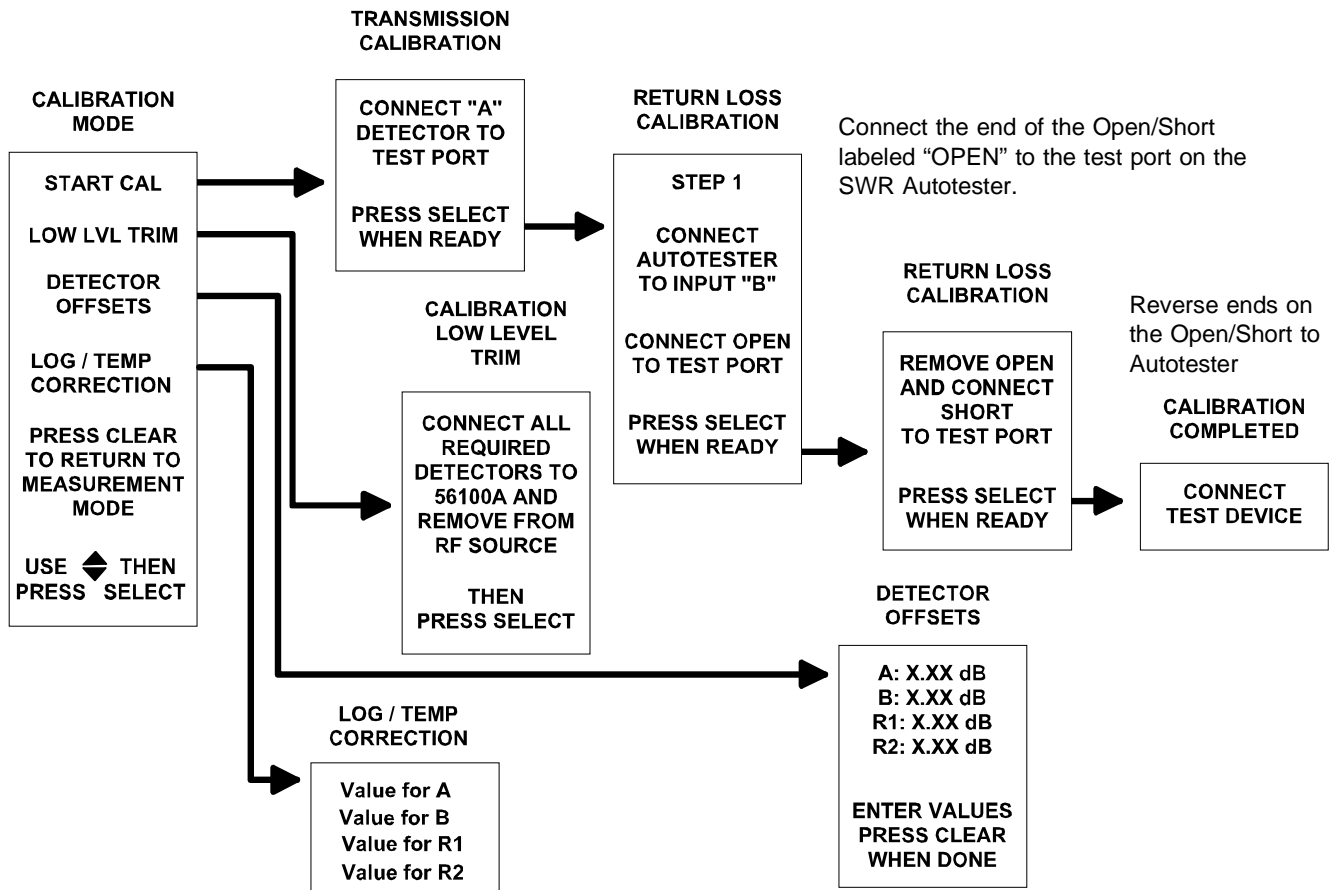 CALIBRATION
MODE
START CAL
LOW LVL TRIM
DETECTOR
OFFSETS
LOG / TEMP
CORRECTION
PRESS CLEAR
TO RETURN TO
MEASUREMENT
MODE
USE THEN
PRESS SELECT
TRANSMISSION
CALIBRATION
CONNECT "A"
DETECTOR TO
TEST PORT
PRESS SELECT
WHEN READY
RETURN LOSS
CALIBRATION
STEP 1
CONNECT
AUTOTESTER
TO INPUT "B"
CONNECT OPEN
TO TEST PORT
PRESS SELECT
WHEN READY
Connect the end of the Open/Short
labeled “OPEN” to the test port on the
SWR Autotester.
RETURN LOSS
CALIBRATION
REMOVE OPEN
AND CONNECT
SHORT
TO TEST PORT
PRESS SELECT
WHEN READY
Reverse ends on
the Open/Short to
Autotester
CALIBRATION
COMPLETED
CONNECT
TEST DEVICE
CALIBRATION
LOW LEVEL
TRIM
CONNECT ALL
REQUIRED
DETECTORS TO
56100A AND
REMOVE FROM
RF SOURCE
THEN
PRESS SELECT
DETECTOR
OFFSETS
A: X.XX dB
B: X.XX dB
R1: X.XX dB
R2: X.XX dB
ENTER VALUES
PRESS CLEAR
WHEN DONE
LOG / TEMP
CORRECTION
Value for A
Value for B
Value for R1
Value for R2